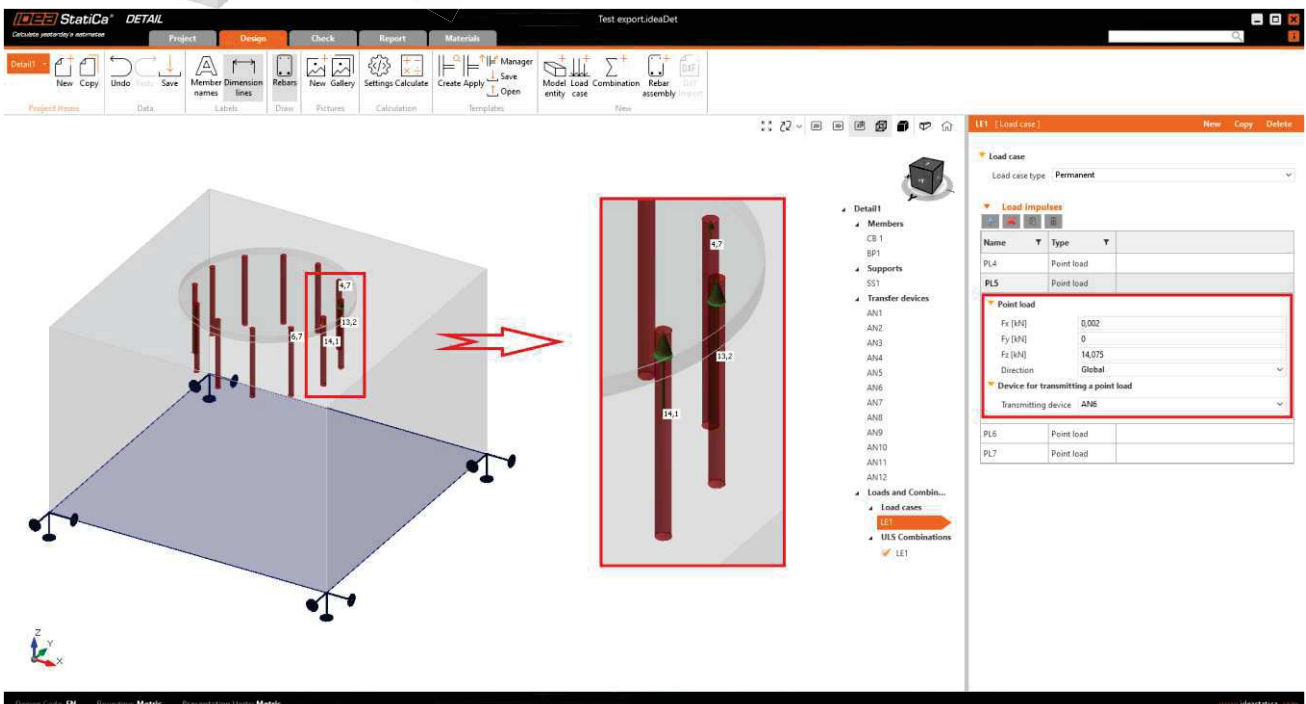 IDEA StatiCa® DETAIL
Calculate yesterday's estimates
Test export.ideaDet
Project Design Check Report Materials
Detail1
New Copy Undo Redo Save Member names Dimension lines Rebars New Gallery Settings Calculate Create Apply Manager Save Open Model entity Load case Combination Rebar assembly DXF Import
Project items Data Labels Draw Pictures Calculation Templates New
LE1 [Load case] New Copy Delete
Load case
Load case type Permanent
Load impulses
Name Type
PL4 Point load
PL5 Point load
Point load
Fx [kN] 0,002
Fy [kN] 0
Fz [kN] 14,075
Direction Global
Device for transmitting a point load
Transmitting device AN6
PL6 Point load
PL7 Point load
Detail1
Members
CB 1
BP1
Supports
SS1
Transfer devices
AN1
AN2
AN3
AN4
AN5
AN6
AN7
AN8
AN9
AN10
AN11
AN12
Loads and Combin...
Load cases
LE1
ULS Combinations
LE1
4,7
13,2
6,7
14,1
4,7
13,2
14,1
Z
Y
X
Design Code: EN
www.ideastatica.com